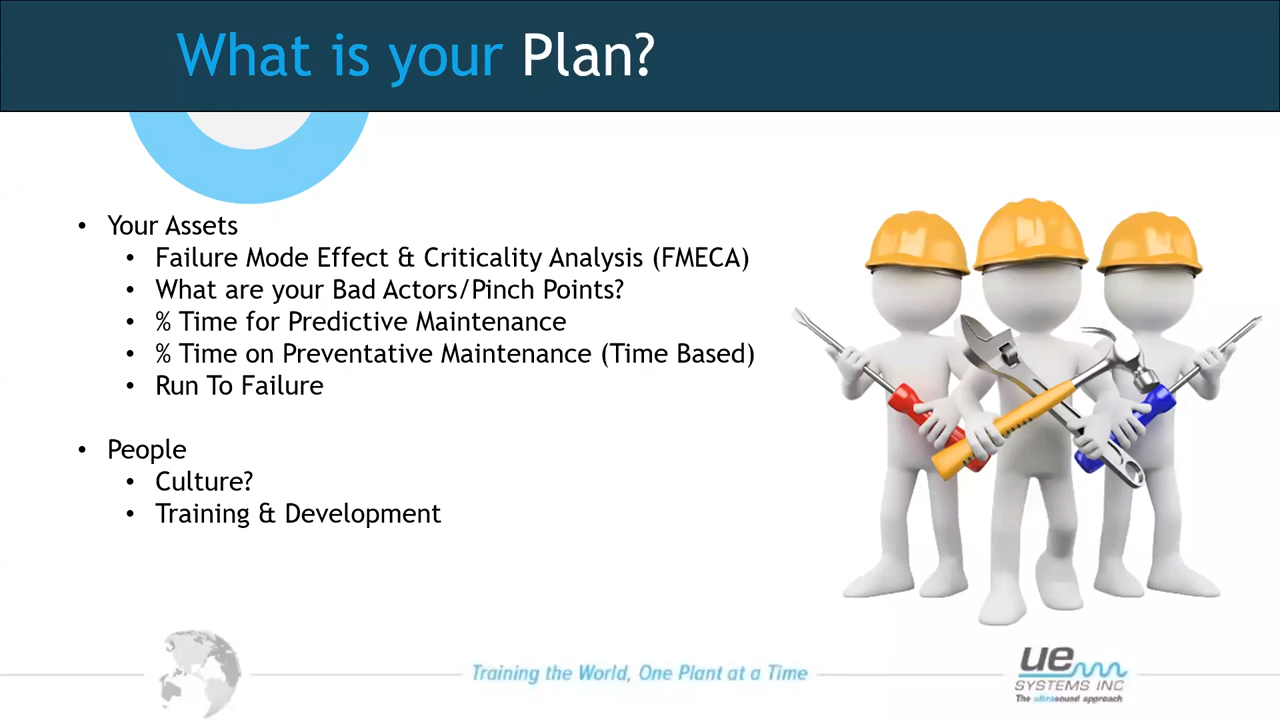 What is your Plan?
• Your Assets
• Failure Mode Effect & Criticality Analysis (FMECA)
• What are your Bad Actors/Pinch Points?
• % Time for Predictive Maintenance
• % Time on Preventative Maintenance (Time Based)
• Run To Failure
• People
• Culture?
• Training & Development
Training the World, One Plant at a Time
ue
SYSTEMS INC
The ultrasound approach